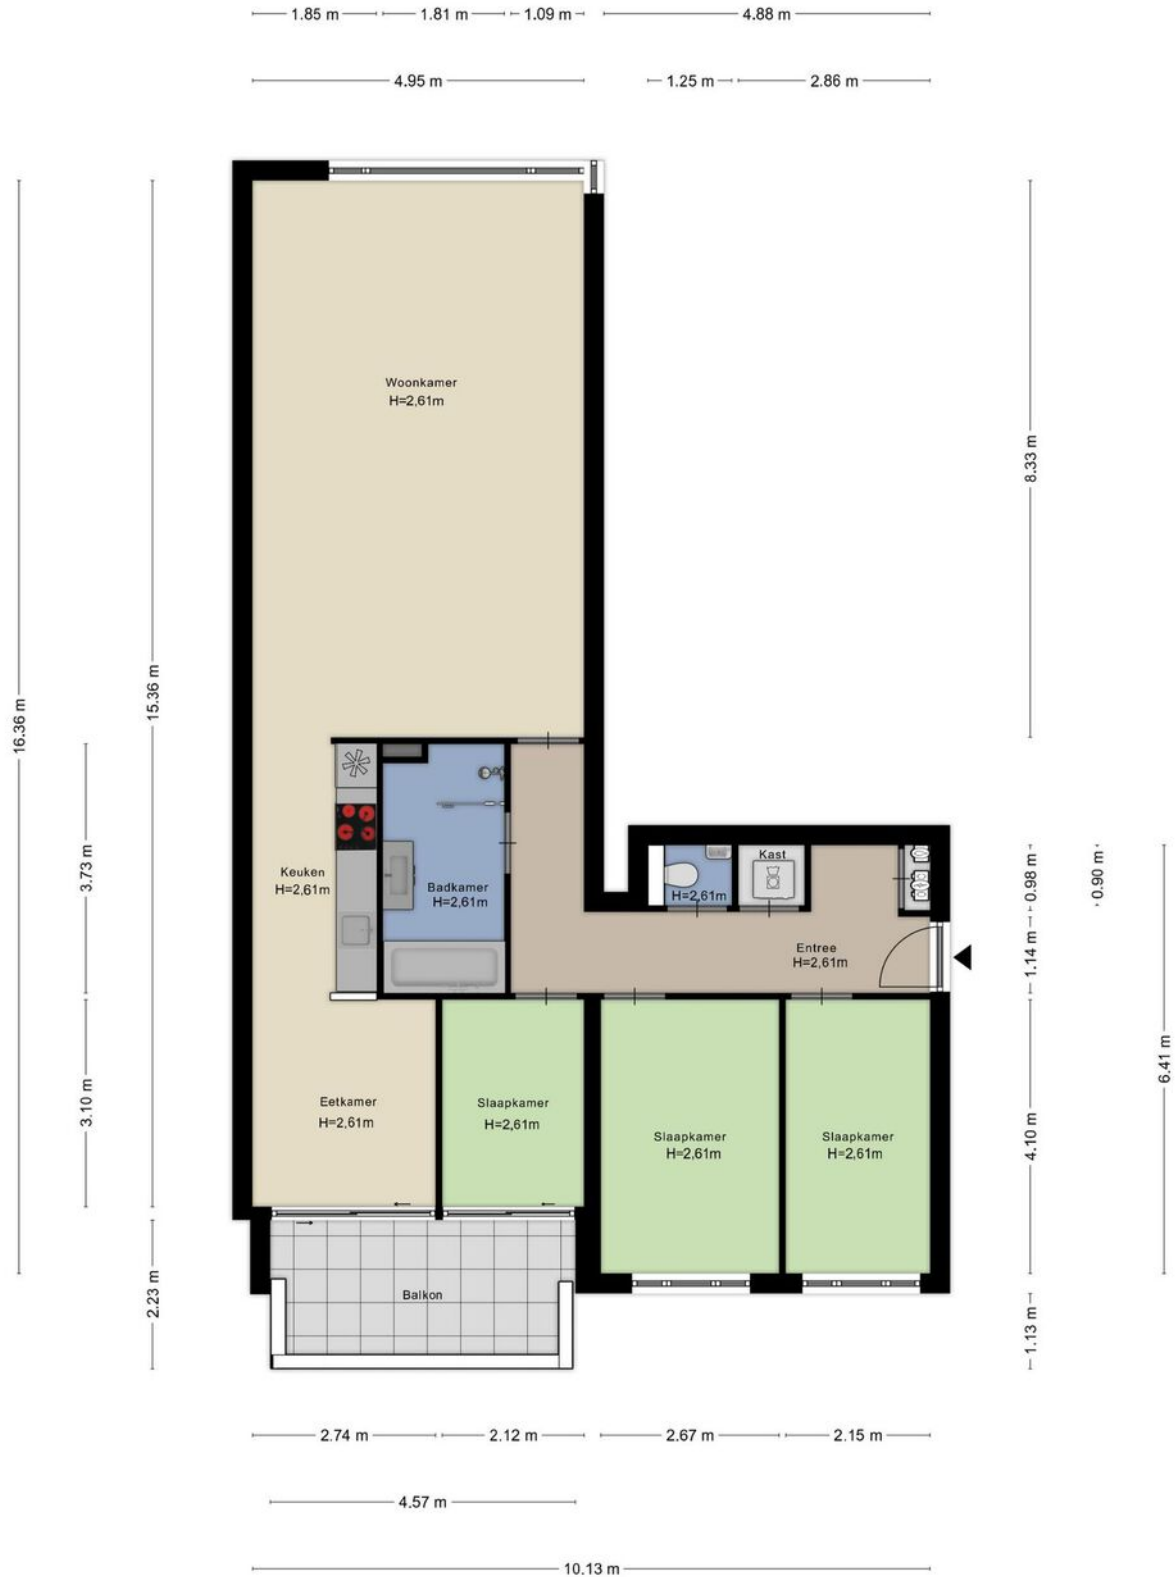 1.85 m
1.81 m
1.09 m
4.88 m
4.95 m
1.25 m
2.86 m
Woonkamer
H=2,61m
8.33 m
15.36 m
16.36 m
3.73 m
Keuken
H=2,61m
Badkamer
H=2,61m
H=2,61m
Kast
0.98 m
0.90 m
Entree
H=2,61m
1.14 m
6.41 m
3.10 m
Eetkamer
H=2,61m
Slaapkamer
H=2,61m
Slaapkamer
H=2,61m
Slaapkamer
H=2,61m
4.10 m
2.23 m
Balkon
1.13 m
2.74 m
2.12 m
2.67 m
2.15 m
4.57 m
10.13 m